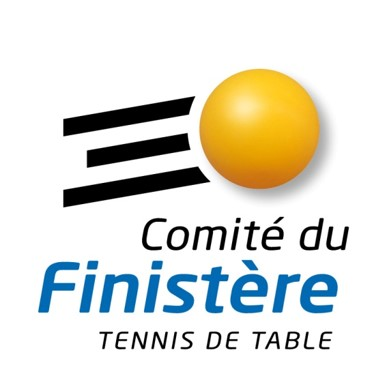 Comité du
Finistère
TENNIS DE TABLE